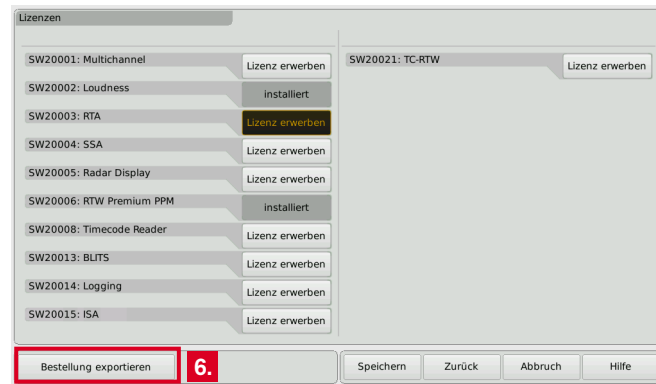 Lizenzen
SW20001: Multichannel
Lizenz erwerben
SW20002: Loudness
installiert
SW20003: RTA
Lizenz erwerben
SW20004: SSA
Lizenz erwerben
SW20005: Radar Display
Lizenz erwerben
SW20006: RTW Premium PPM
installiert
SW20008: Timecode Reader
Lizenz erwerben
SW20013: BLITS
Lizenz erwerben
SW20014: Logging
Lizenz erwerben
SW20015: ISA
Lizenz erwerben
SW20021: TC-RTW
Lizenz erwerben
Bestellung exportieren
6.
Speichern
Zurück
Abbruch
Hilfe